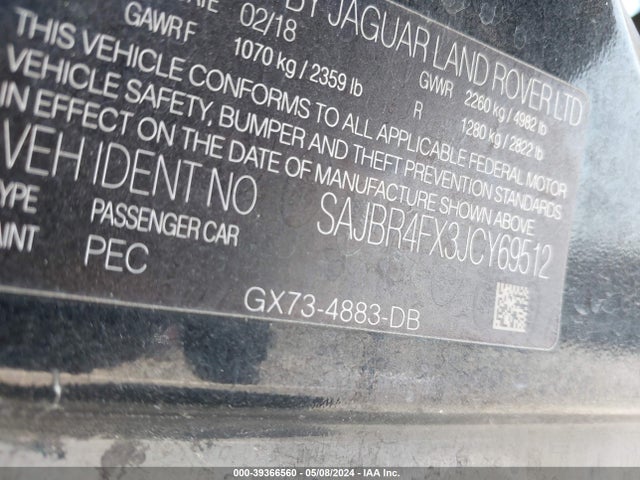 BY JAGUAR LAND ROVER LTD
02/18
GAWR F 1070 kg / 2359 lb GVWR 2260 kg / 4982 lb
R 1280 kg / 2822 lb
THIS VEHICLE CONFORMS TO ALL APPLICABLE FEDERAL MOTOR
VEHICLE SAFETY, BUMPER AND THEFT PREVENTION STANDARDS
IN EFFECT ON THE DATE OF MANUFACTURE SHOWN ABOVE.
VEH IDENT NO SAJBR4FX3JCY69512
TYPE PASSENGER CAR
PEC
GX73-4883-DB
000-39366560 - 05/08/2024 - IAA Inc.